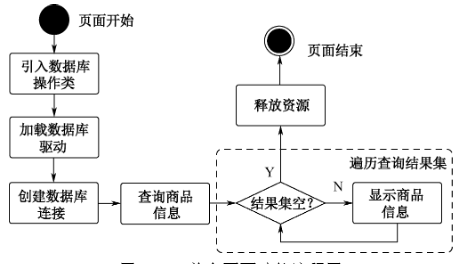 页面开始
引入数据库
操作类
加载数据库
驱动
创建数据库
连接
查询商品
信息
页面结束
释放资源
遍历查询结果集
Y
结果集空?
N
显示商品
信息